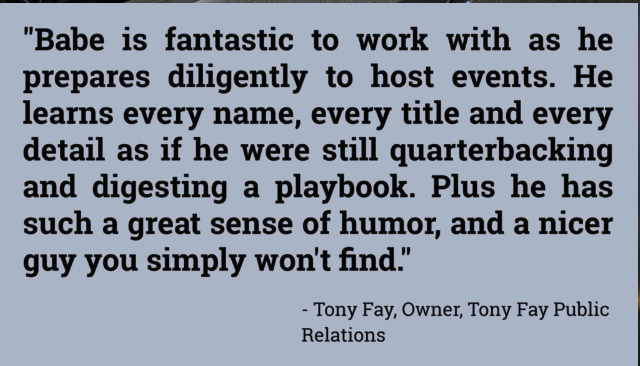 "Babe is fantastic to work with as he
prepares diligently to host events. He
learns every name, every title and every
detail as if he were still quarterbacking
and digesting a playbook. Plus he has
such a great sense of humor, and a nicer
guy you simply won't find."
- Tony Fay, Owner, Tony Fay Public
Relations